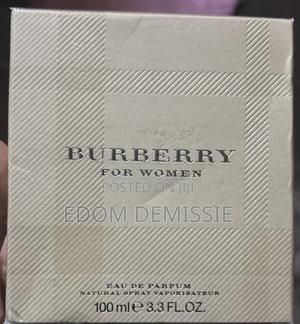 BURBERRY
FOR WOMEN
POSTED ON JIJI
EDOM DEMISSIE
EAU DE PARFUM
NATURAL SPRAY VAPORISATEUR
100 ml e 3.3 FL.OZ.